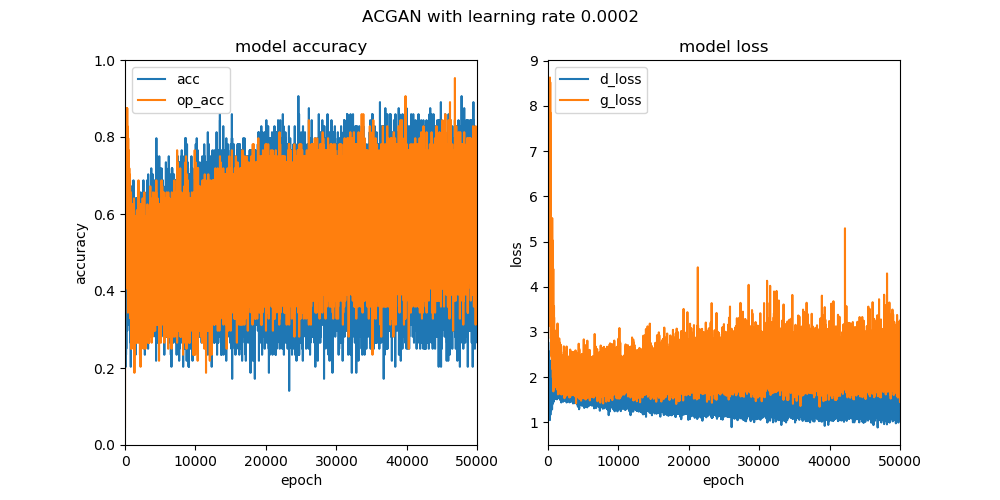 ACGAN with learning rate 0.0002
model accuracy
model loss
acc
op_acc
d_loss
g_loss
accuracy
1.0
0.8
0.6
0.4
0.2
0.0
0 10000 20000 30000 40000 50000
epoch
loss
9
8
7
6
5
4
3
2
1
0 10000 20000 30000 40000 50000
epoch